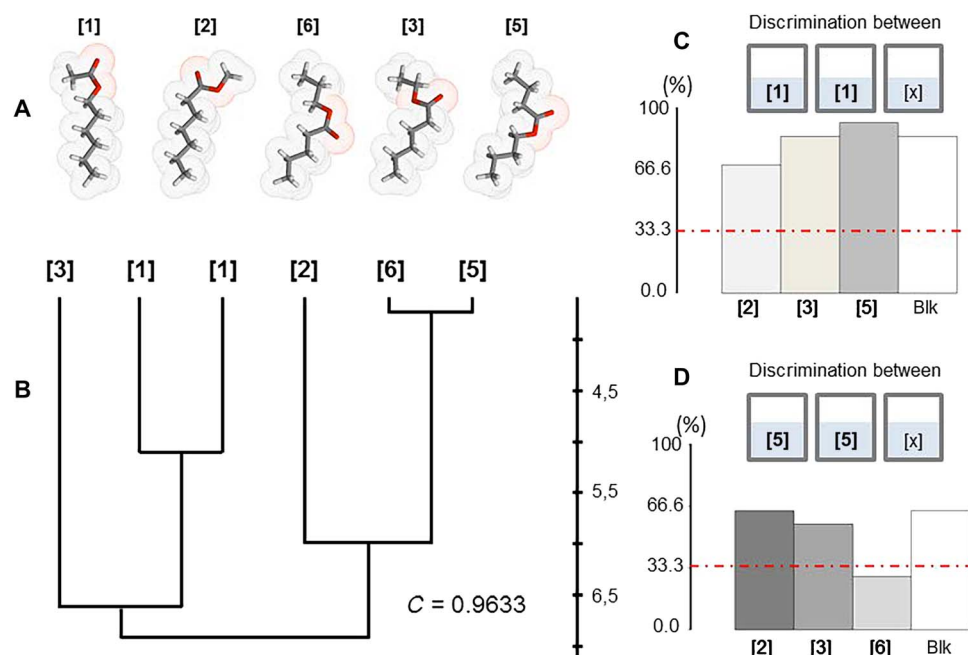 [1] [2] [6] [3] [5]
A
[3] [1] [1] [2] [6] [5]
B
4,5
5,5
6,5
C = 0.9633
C
Discrimination between
(%)
[1] [1] [x]
100
66.6
33.3
0.0
[2] [3] [5] Blk
D
Discrimination between
(%)
[5] [5] [x]
100
66.6
33.3
0.0
[2] [3] [6] Blk